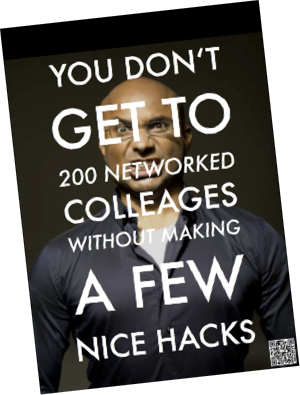 YOU DON'T
GET TO
200 NETWORKED
COLLEAGES
WITHOUT MAKING
A FEW
NICE HACKS